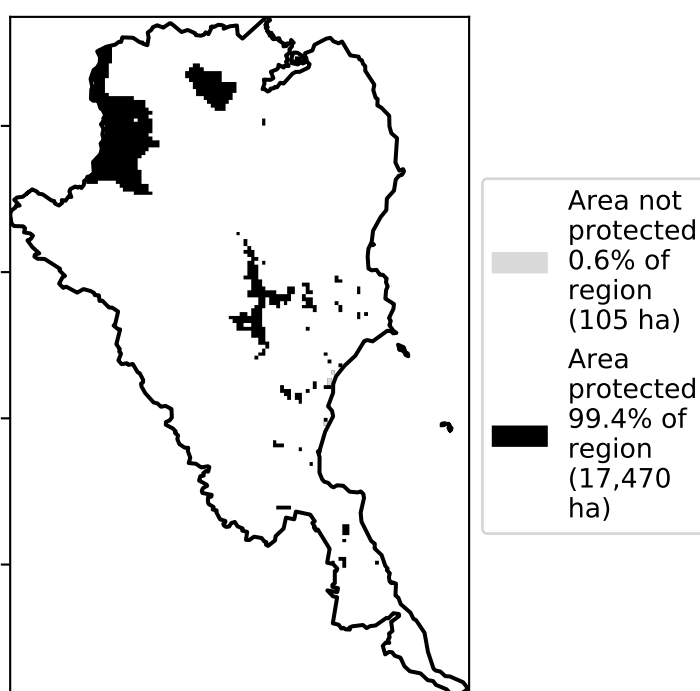 Area not
protected
0.6% of
region
(105 ha)
Area
protected
99.4% of
region
(17,470
ha)